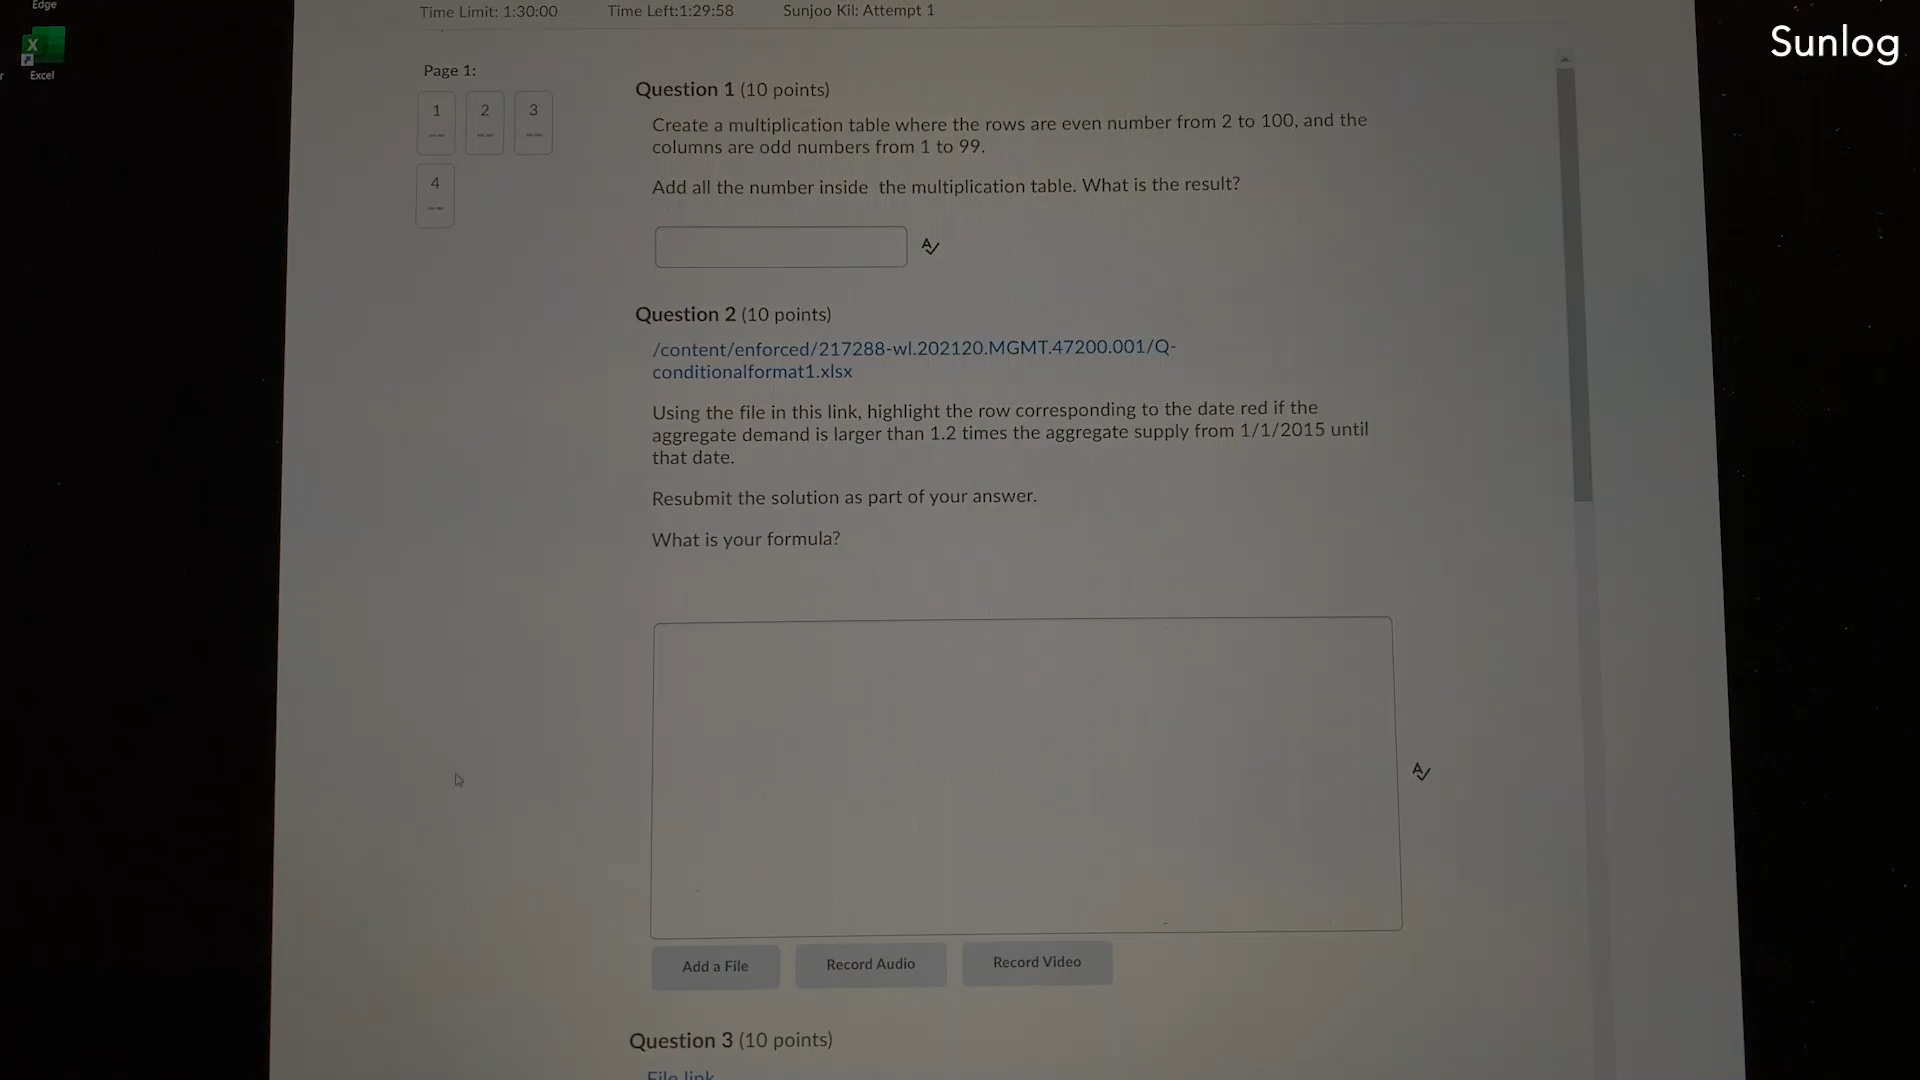 Edge
Excel
Sunlog
Time Limit: 1:30:00 Time Left:1:29:58 Sunjoo Kil: Attempt 1
Page 1:
1 2 3
-- -- --
4
--
Question 1 (10 points)
Create a multiplication table where the rows are even number from 2 to 100, and the
columns are odd numbers from 1 to 99.
Add all the number inside the multiplication table. What is the result?
Question 2 (10 points)
/content/enforced/217288-wl.202120.MGMT.47200.001/Q-
conditionalformat1.xlsx
Using the file in this link, highlight the row corresponding to the date red if the
aggregate demand is larger than 1.2 times the aggregate supply from 1/1/2015 until
that date.
Resubmit the solution as part of your answer.
What is your formula?
Add a File Record Audio Record Video
Question 3 (10 points)
File link